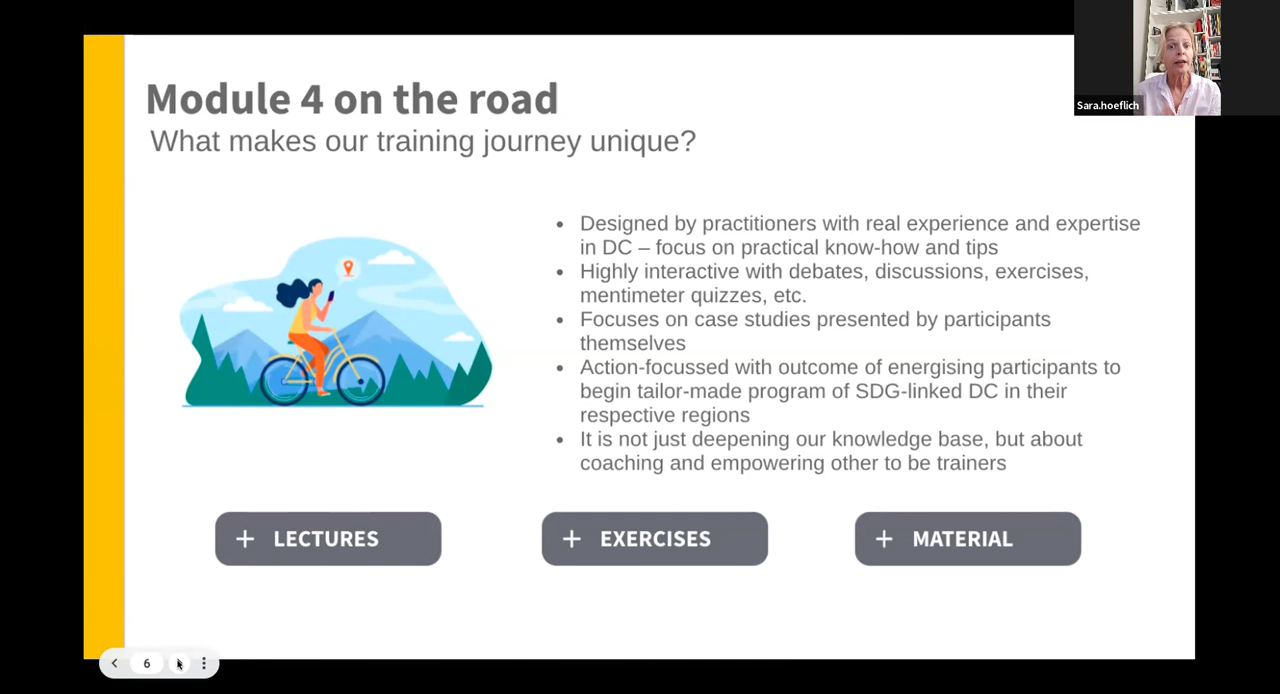 Module 4 on the road
What makes our training journey unique?
Sara.hoeflich
• Designed by practitioners with real experience and expertise
in DC – focus on practical know-how and tips
• Highly interactive with debates, discussions, exercises,
mentimeter quizzes, etc.
• Focuses on case studies presented by participants
themselves
• Action-focussed with outcome of energising participants to
begin tailor-made program of SDG-linked DC in their
respective regions
• It is not just deepening our knowledge base, but about
coaching and empowering other to be trainers
+ LECTURES
+ EXERCISES
+ MATERIAL
6